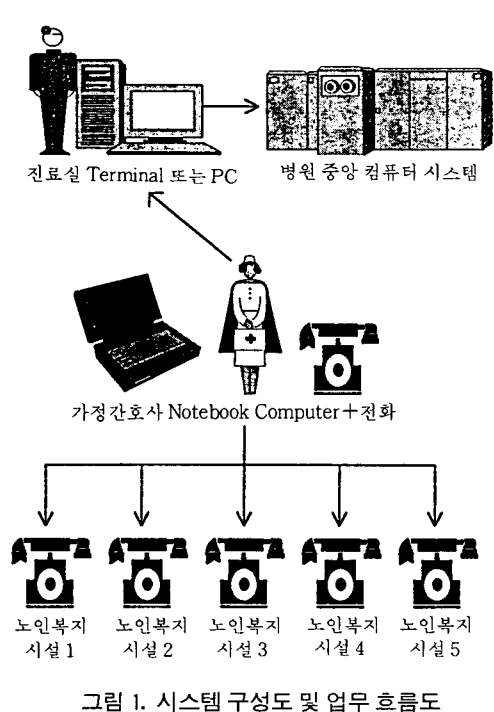 진료실 Terminal 또는 PC
병원 중앙 컴퓨터 시스템
가정간호사 Notebook Computer+전화
노인복지
시설 1
노인복지
시설 2
노인복지
시설 3
노인복지
시설 4
노인복지
시설 5
그림 1. 시스템 구성도 및 업무 흐름도